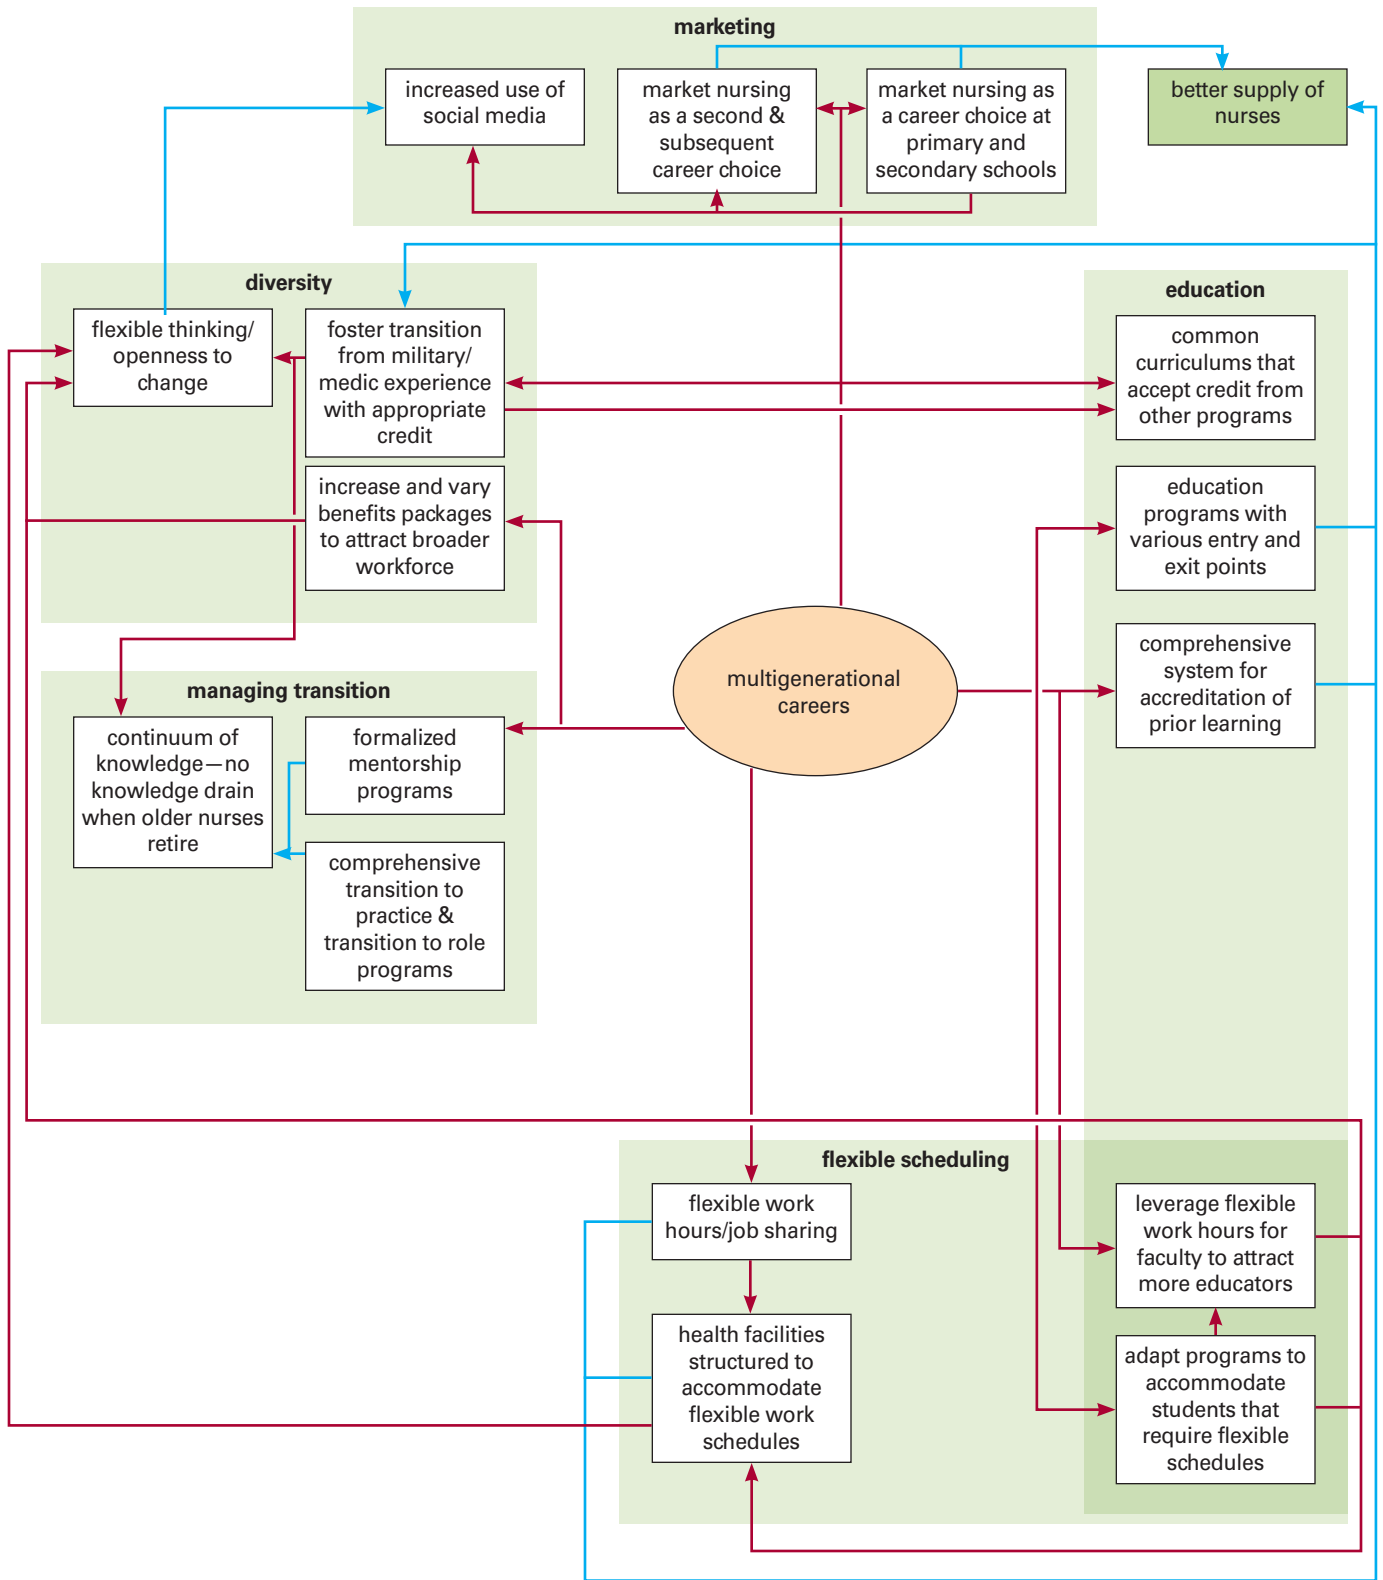 marketing
increased use of
social media
market nursing
as a second &
subsequent
career choice
market nursing as
a career choice at
primary and
secondary schools
better supply of
nurses
diversity
flexible thinking/
openness to
change
foster transition
from military/
medic experience
with appropriate
credit
increase and vary
benefits packages
to attract broader
workforce
education
common
curriculums that
accept credit from
other programs
education
programs with
various entry and
exit points
comprehensive
system for
accreditation of
prior learning
multigenerational
careers
managing transition
continuum of
knowledge—no
knowledge drain
when older nurses
retire
formalized
mentorship
programs
comprehensive
transition to
practice &
transition to role
programs
flexible scheduling
flexible work
hours/job sharing
health facilities
structured to
accommodate
flexible work
schedules
leverage flexible
work hours for
faculty to attract
more educators
adapt programs to
accommodate
students that
require flexible
schedules